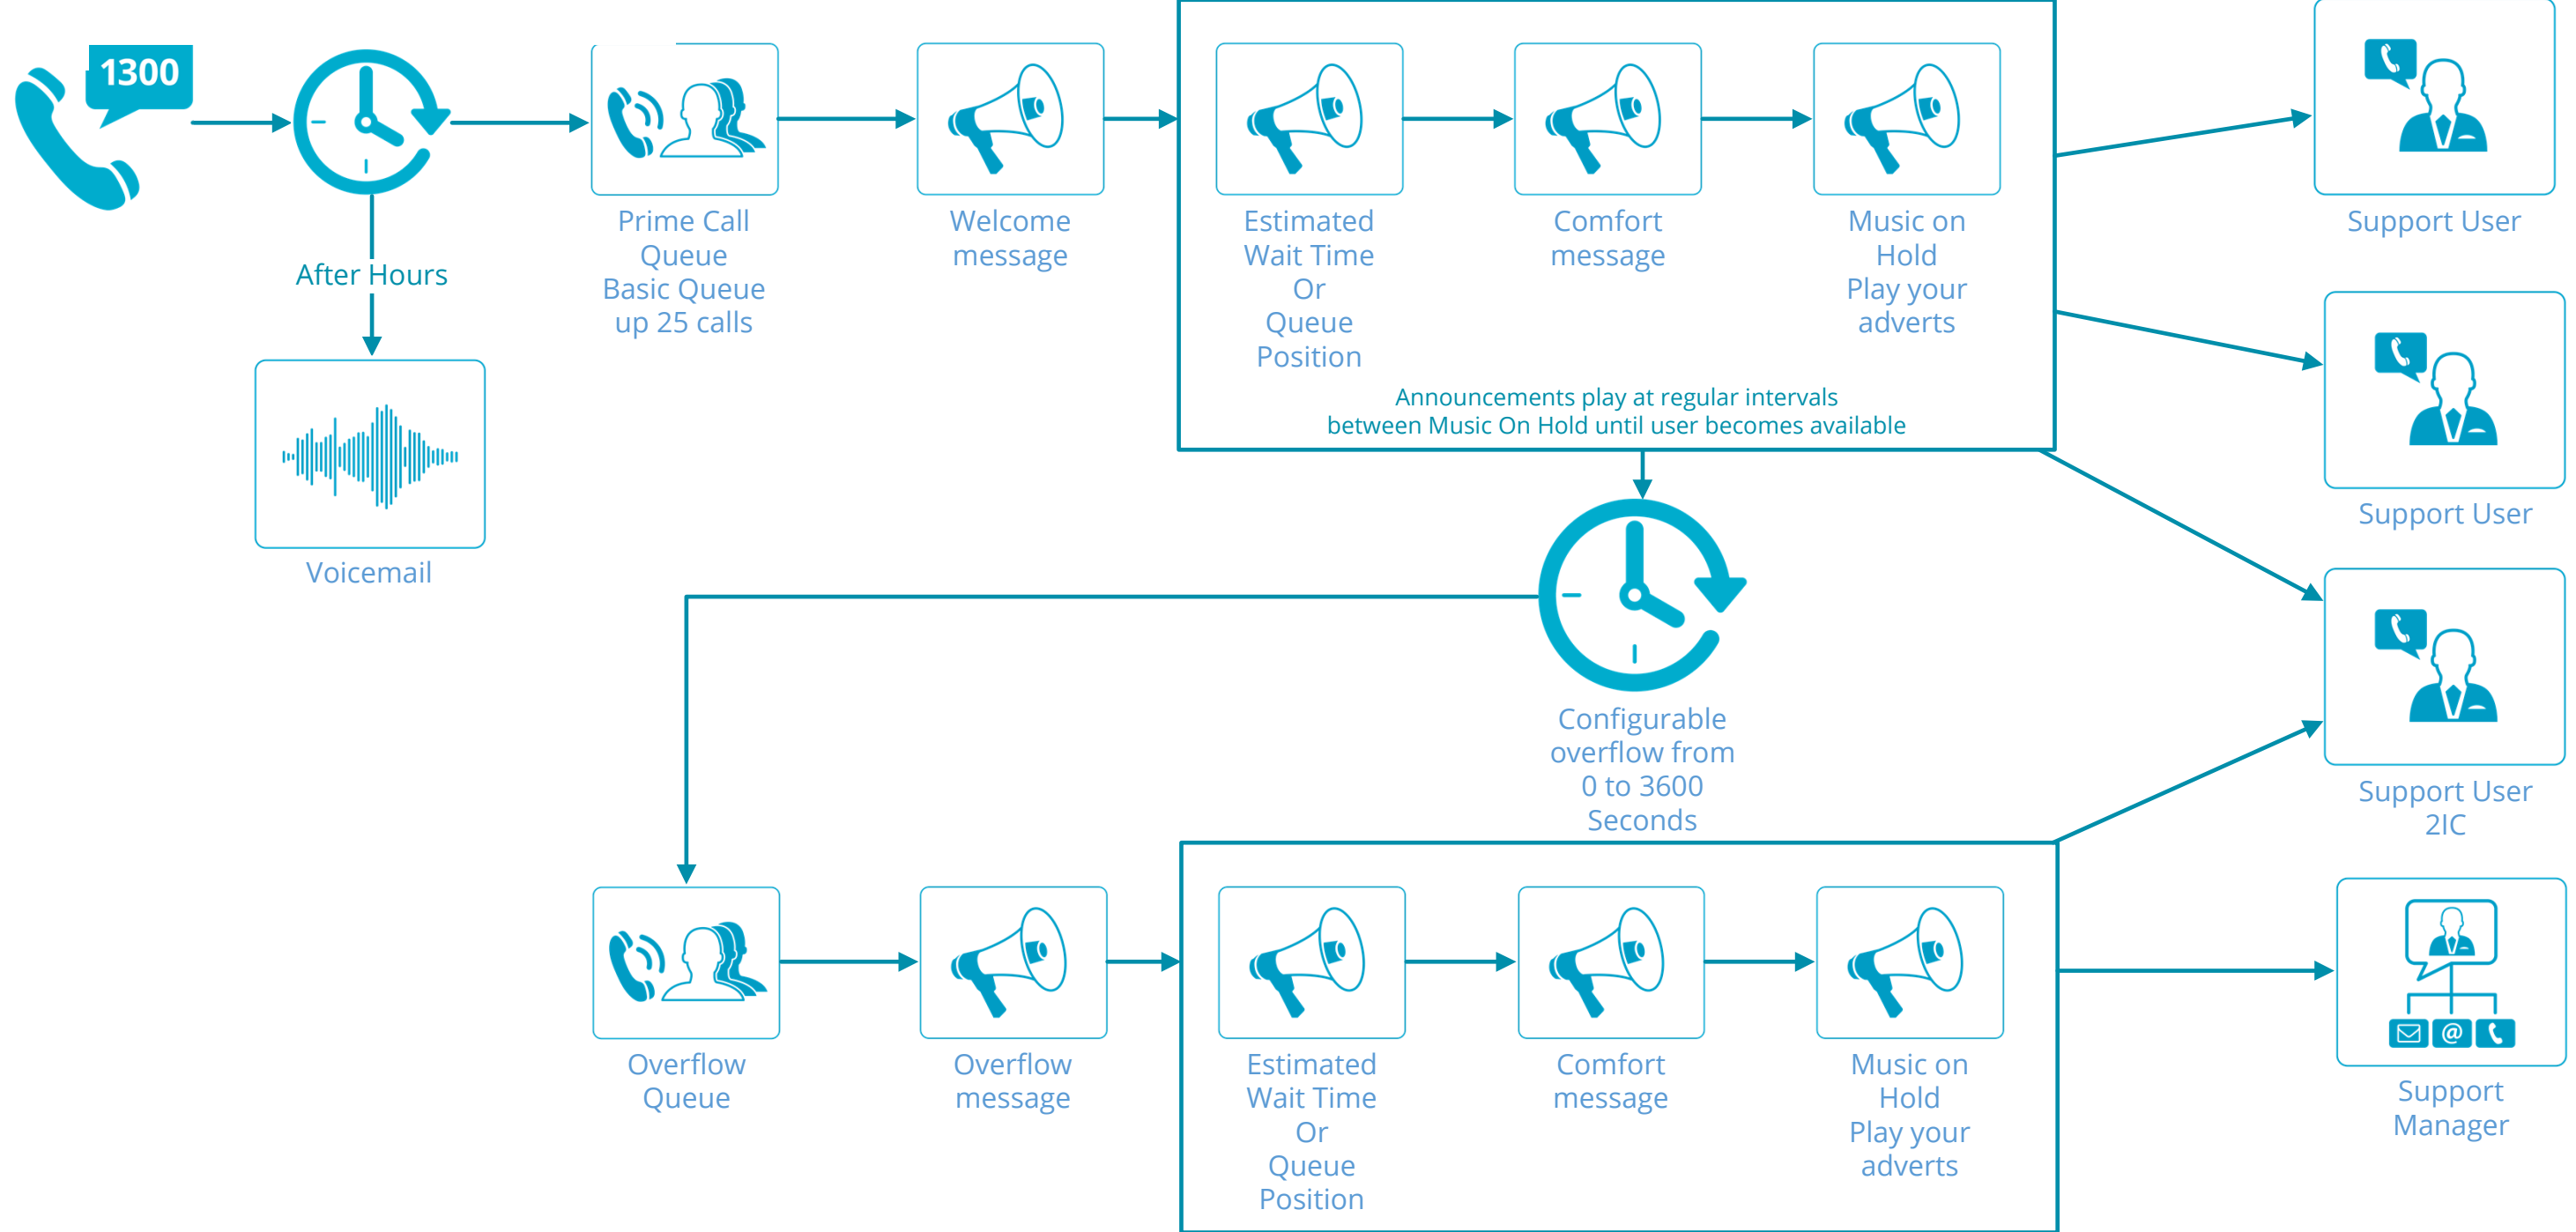 1300
After Hours
Voicemail
Prime Call
Queue
Basic Queue
up 25 calls
Welcome
message
Estimated
Wait Time
Or
Queue
Position
Comfort
message
Music on
Hold
Play your
adverts
Announcements play at regular intervals
between Music On Hold until user becomes available
Support User
Support User
Support User
2IC
Configurable
overflow from
0 to 3600
Seconds
Overflow
Queue
Overflow
message
Estimated
Wait Time
Or
Queue
Position
Comfort
message
Music on
Hold
Play your
adverts
@
Support
Manager